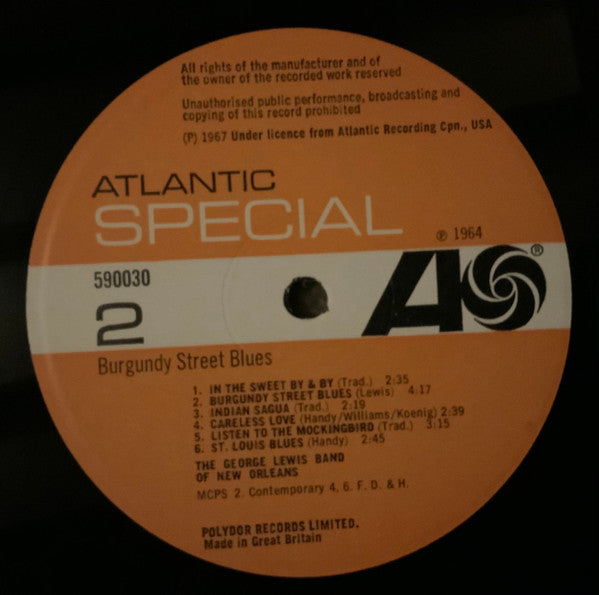 All rights of the manufacturer and of
the owner of the recorded work reserved
Unauthorised public performance, broadcasting and
copying of this record prohibited
(P) 1967 Under licence from Atlantic Recording Cpn., USA
ATLANTIC
SPECIAL
℗ 1964
590030
2
A
®
Burgundy Street Blues
1. IN THE SWEET BY & BY (Trad.) 2:35
2. BURGUNDY STREET BLUES (Lewis) 4:17
3. INDIAN SAGUA (Trad.) 2:19
4. CARELESS LOVE (Handy/Williams/Koenig) 2:39
5. LISTEN TO THE MOCKINGBIRD (Trad.) 3:15
6. ST. LOUIS BLUES (Handy) 2:45
THE GEORGE LEWIS BAND
OF NEW ORLEANS
MCPS 2. Contemporary 4, 6. F. D. & H.
POLYDOR RECORDS LIMITED.
Made in Great Britain